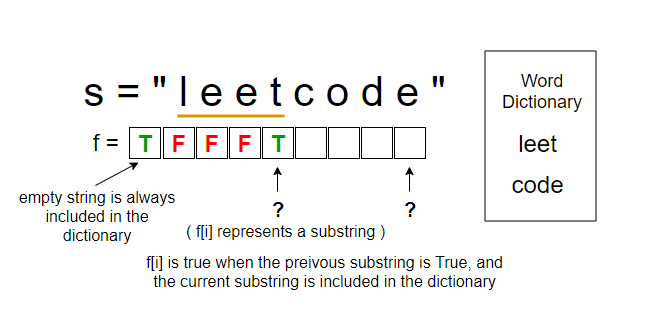 s = " l e e t c o d e "
f = T F F F T
empty string is always
included in the
dictionary
?
?
( f[i] represents a substring )
f[i] is true when the preivous substring is True, and
the current substring is included in the dictionary
Word
Dictionary
leet
code